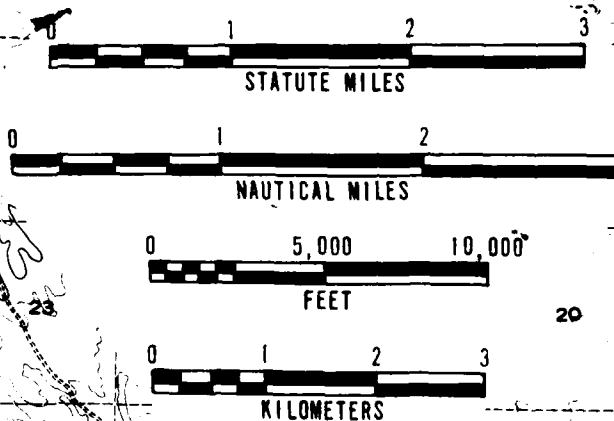 0 1 2 3
STATUTE MILES
0 1 2
NAUTICAL MILES
0 5,000 10,000
FEET
23
20
0 1 2 3
KILOMETERS